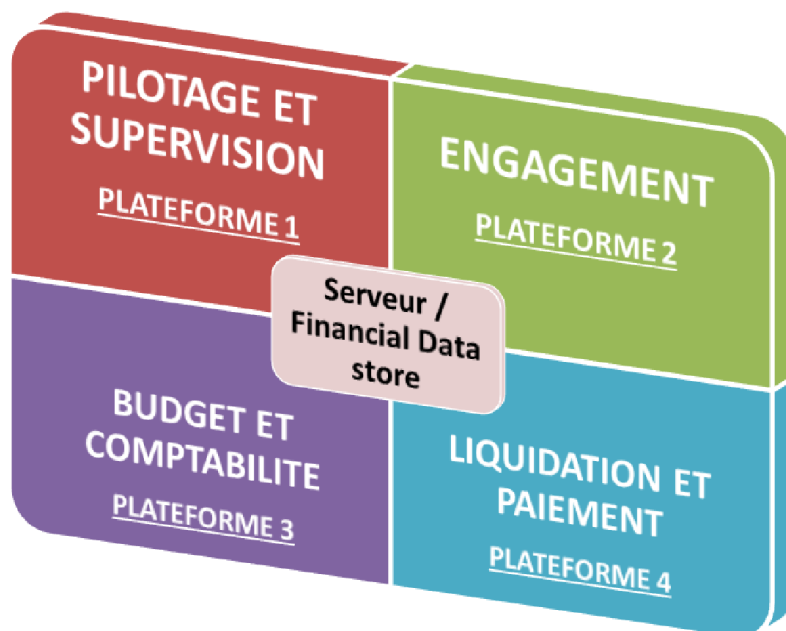 PILOTAGE ET
SUPERVISION
PLATEFORME 1
ENGAGEMENT
PLATEFORME 2
Serveur /
Financial Data
store
BUDGET ET
COMPTABILITE
PLATEFORME 3
LIQUIDATION ET
PAIEMENT
PLATEFORME 4